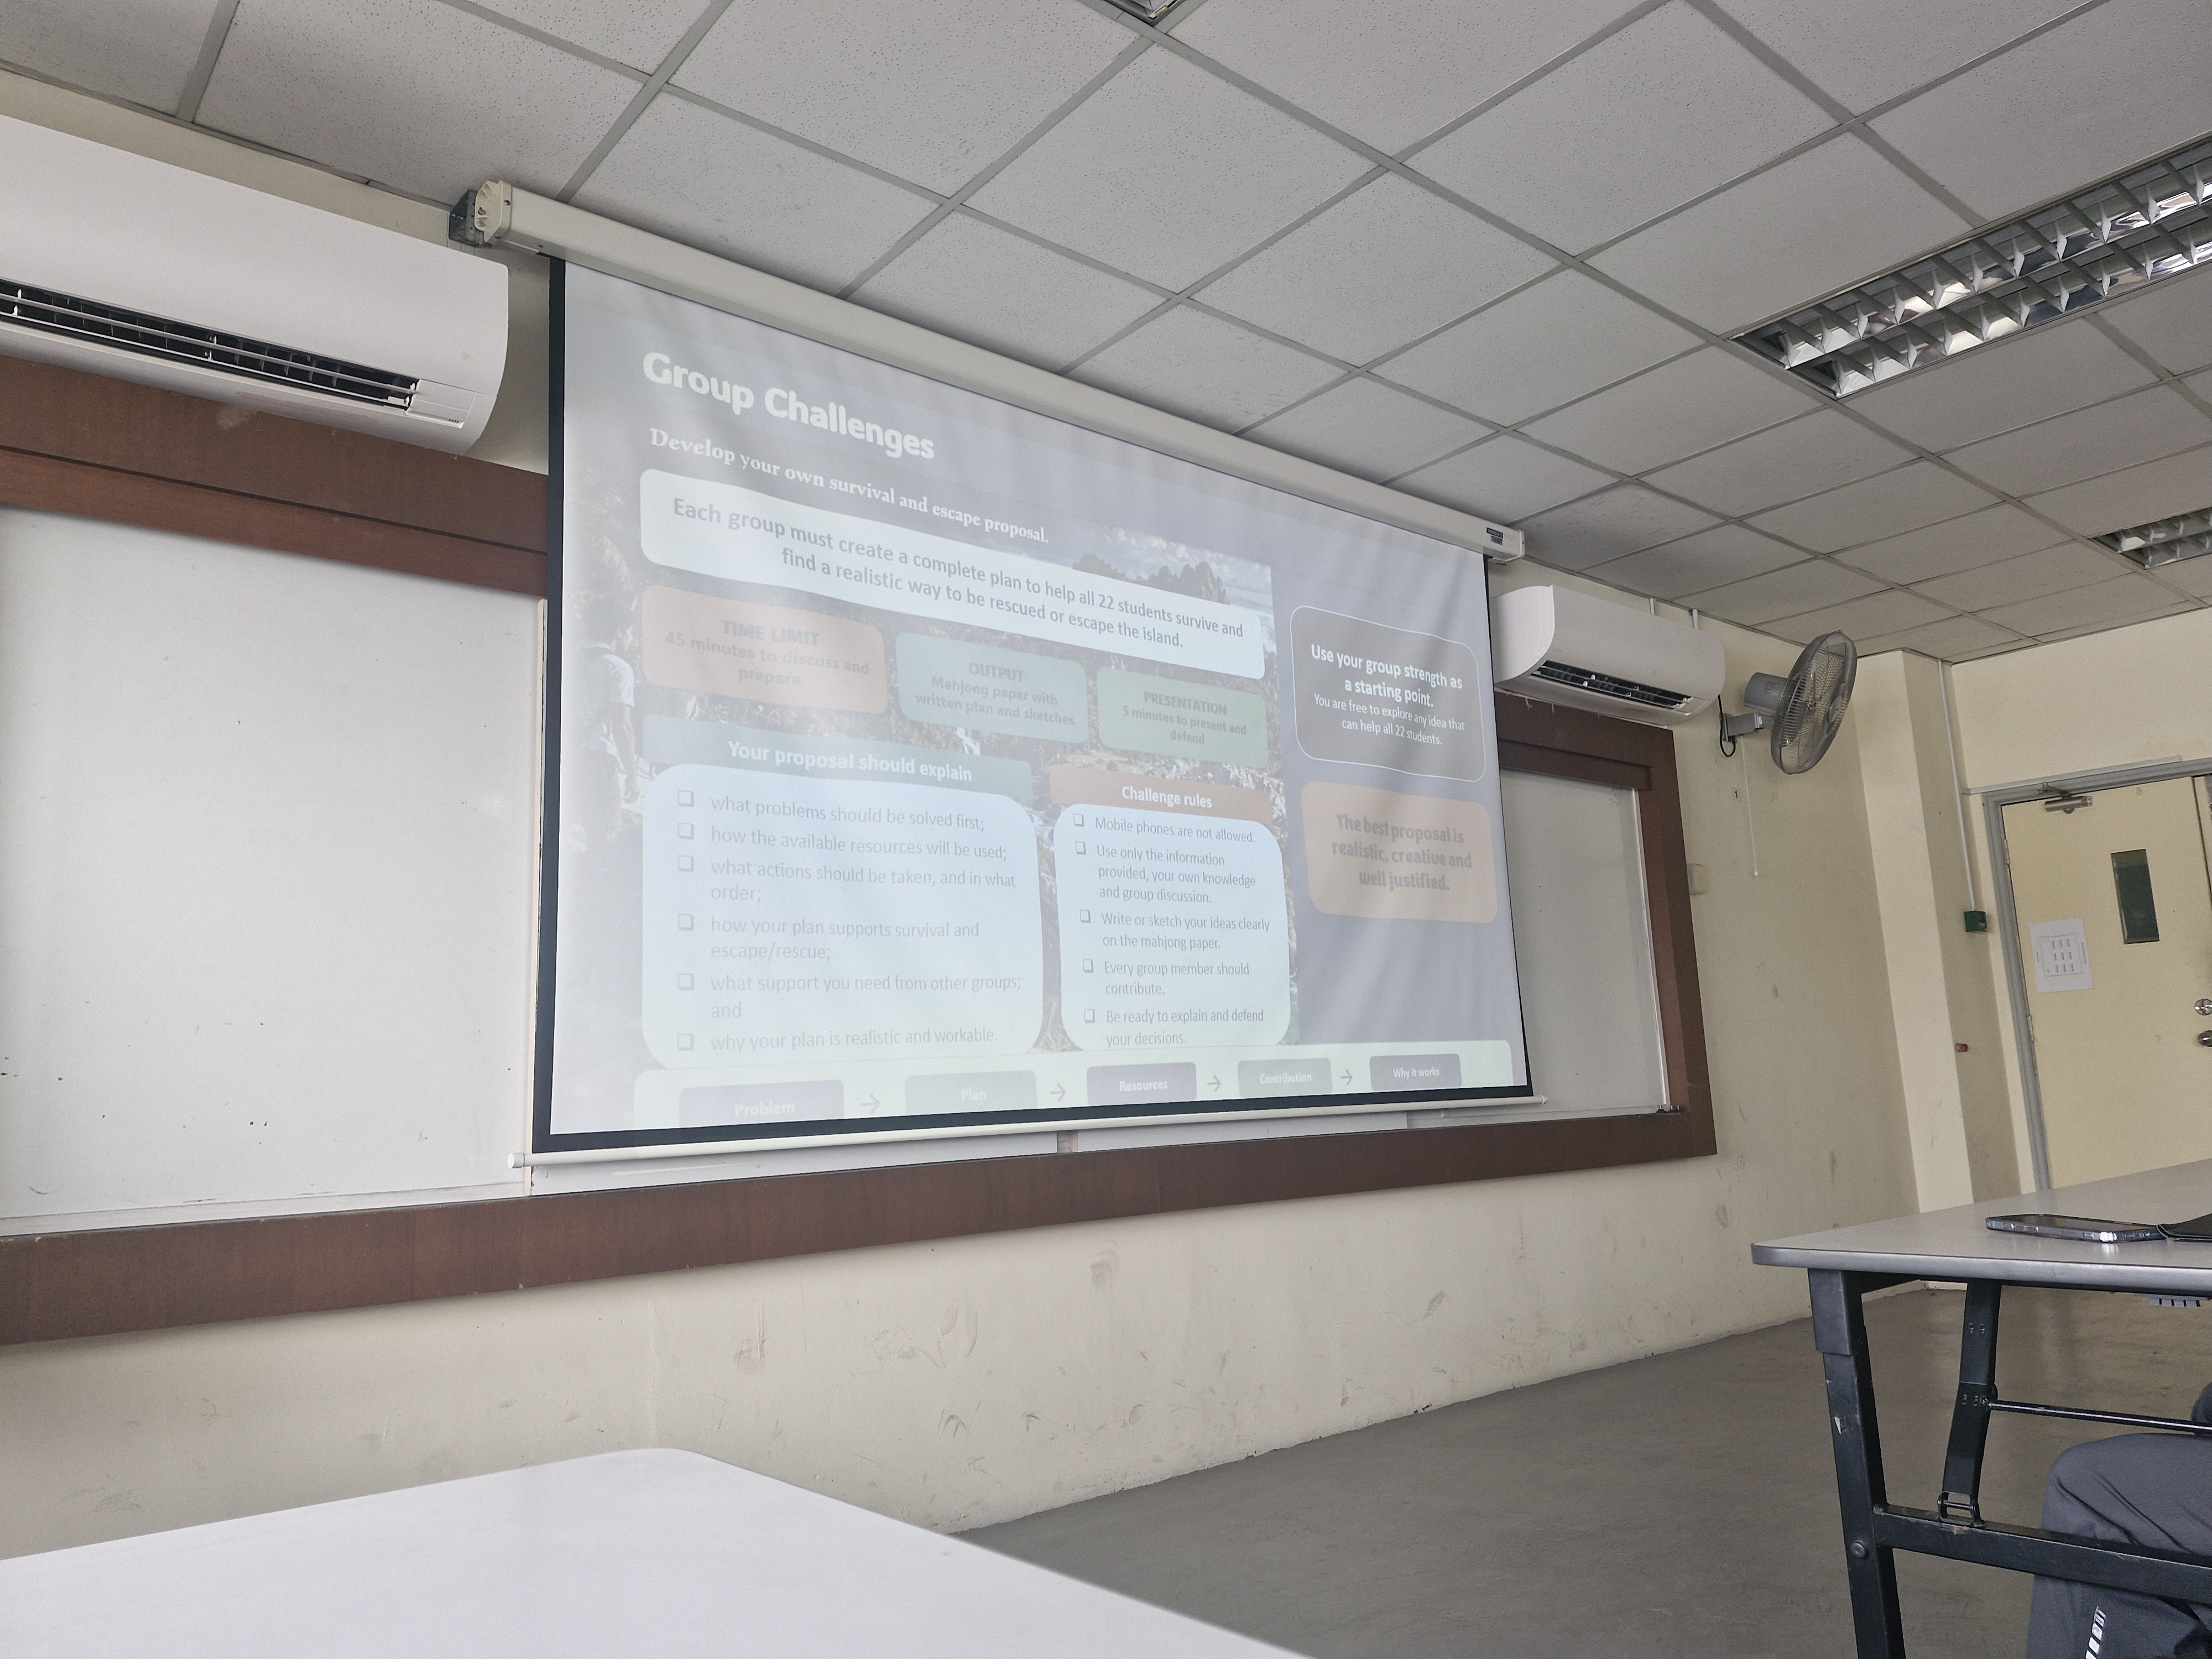 Group Challenges
Develop your own survival and escape proposal.
Each group must create a complete plan to help all 22 students survive and
find a realistic way to be rescued or escape the island.
TIME LIMIT
45 minutes to discuss and
prepare
OUTPUT
Mahjong paper with
written plan and sketches
PRESENTATION
5 minutes to present and
defend
Use your group strength as
a starting point.
You are free to explore any idea that
can help all 22 students.
Your proposal should explain
❑ what problems should be solved first;
❑ how the available resources will be used;
❑ what actions should be taken, and in what
order;
❑ how your plan supports survival and
escape/rescue;
❑ what support you need from other groups;
and
❑ why your plan is realistic and workable.
Challenge rules
❑ Mobile phones are not allowed.
❑ Use only the information
provided, your own knowledge
and group discussion.
❑ Write or sketch your ideas clearly
on the mahjong paper.
❑ Every group member should
contribute.
❑ Be ready to explain and defend
your decisions.
The best proposal is
realistic, creative and
well justified.
Problem → Plan → Resources → Contribution → Why it works